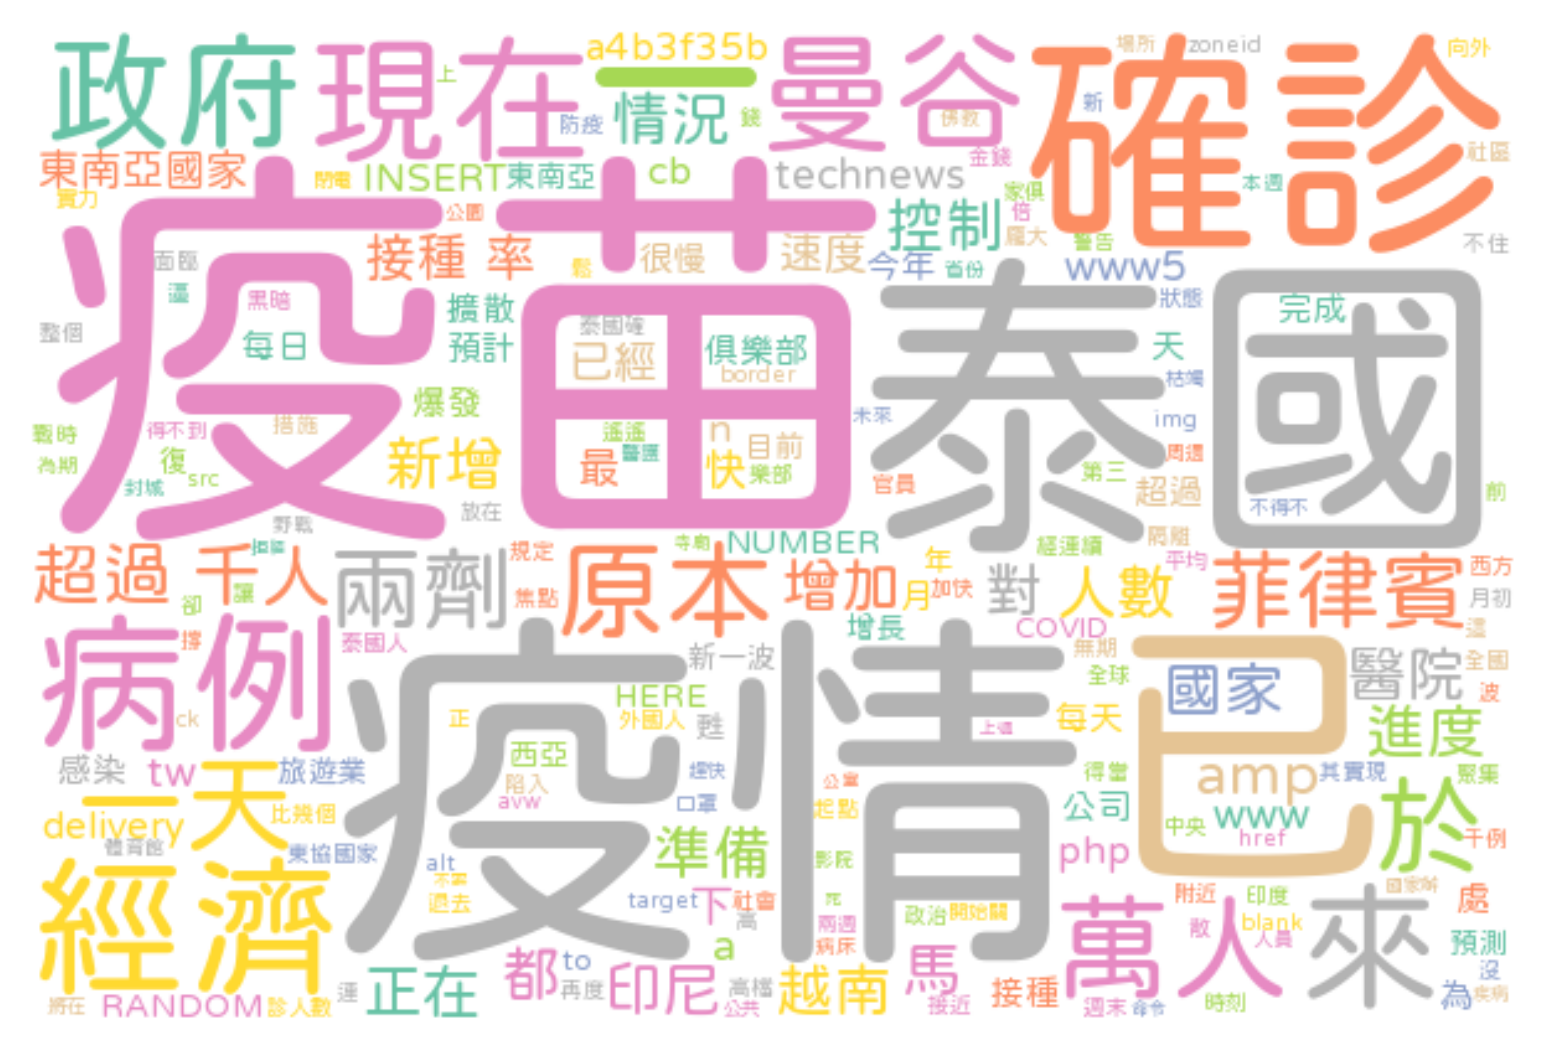 政府
現在
a4b3f35b
一
情況
曼谷
確診
場所
zoneid
向外
上
防疫
錢
佛教
新
金錢
社區
東南亞國家
實力
閉電
INSERT
東南亞
cb
technews
家俱
倍
本週
公園
控制
龐大
警告
不住
接種 率
鬆
很慢
速度
今年
省份
www5
面臨
疫苗
泰國
黑暗
擴散
狀態
完成
整個
每日
預計
泰國確
已經
俱樂部
border
天
枯竭
爆發
未來
img
戰時
得不到
措施
遙遙
n
目前
為期
復
src
新增
最
快
樂部
第三
周邊
封城
官員
超過
前
野戰
放在
不得不
隔離
超過 千人
兩劑
規定
寺廟
NUMBER
經連續
平均
原本
增加
年
月
加快
對
人數
菲律賓
西方
月初
卻
讓
焦點
增長
COVID
這
病例
撐
泰國人
新一波
無期
國家
醫院
全國
全球
波
ck
正
HERE
外國人
甦
疫情
每天
已
進度
感染
tw
旅遊業
西亞
陷入
avw
趕快
口罩
公室
起點
得當
amp
其實現
聚集
一天
delivery
比幾個
公司
www
中央
href
於
千例
體育館
東協國家
alt
準備
影院
php
經濟
不要
退去
target
下
社會
高
死
兩週
政治
附近
印度
blank
國家解
處
a
病床
萬人
散
人員
來
預測
都
to
再度
印尼
高檔
越南
馬
接種
沒
將在
RANDOM
診人數
運
正在
公共
接近
週末
命令
時刻
為
疾病